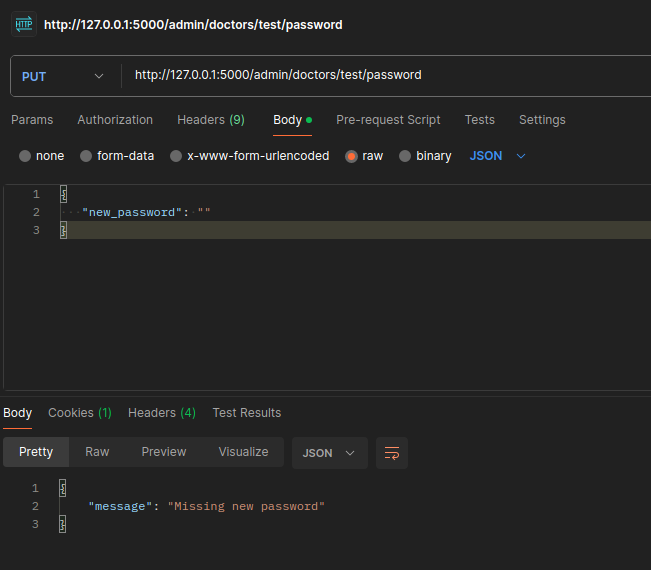 HTTP http://127.0.0.1:5000/admin/doctors/test/password
PUT http://127.0.0.1:5000/admin/doctors/test/password
Params Authorization Headers (9) Body Pre-request Script Tests Settings
none form-data x-www-form-urlencoded raw binary JSON
1 {
2 "new_password": ""
3 }
Body Cookies (1) Headers (4) Test Results
Pretty Raw Preview Visualize JSON
1 {
2 "message": "Missing new password"
3 }